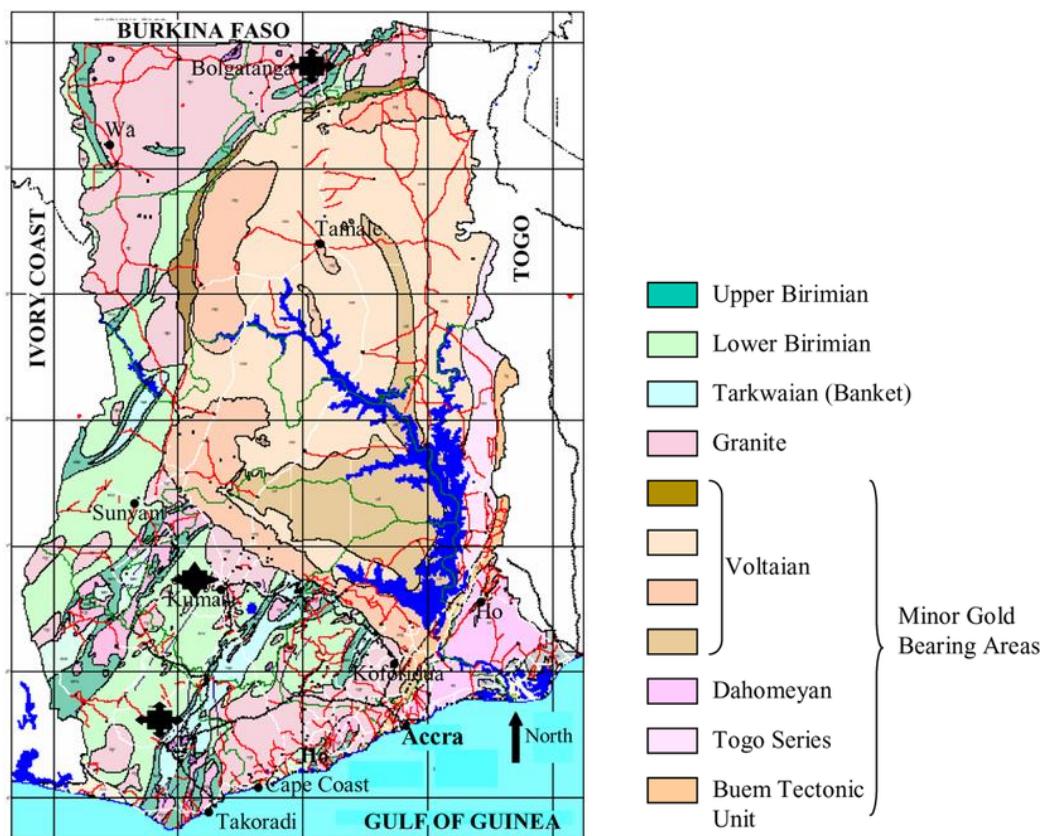 BURKINA FASO
Bolgatanga
Wa
IVORY COAST
TOGO
Tamale
Sunyani
Kumasi
Ho
Koforidua
Accra
North
Ho
Cape Coast
Takoradi
GULF OF GUINEA
Upper Birimian
Lower Birimian
Tarkwaian (Banket)
Granite
Voltaian
Minor Gold
Bearing Areas
Dahomeyan
Togo Series
Buem Tectonic
Unit